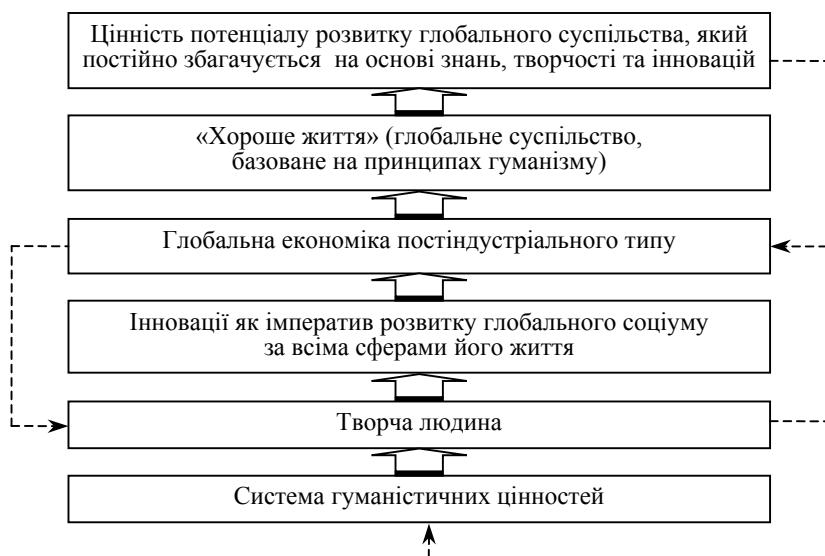 Цінність потенціалу розвитку глобального суспільства, який
постійно збагачується на основі знань, творчості та інновацій
«Хороше життя» (глобальне суспільство,
базоване на принципах гуманізму)
Глобальна економіка постіндустріального типу
Інновації як імператив розвитку глобального соціуму
за всіма сферами його життя
Творча людина
Система гуманістичних цінностей